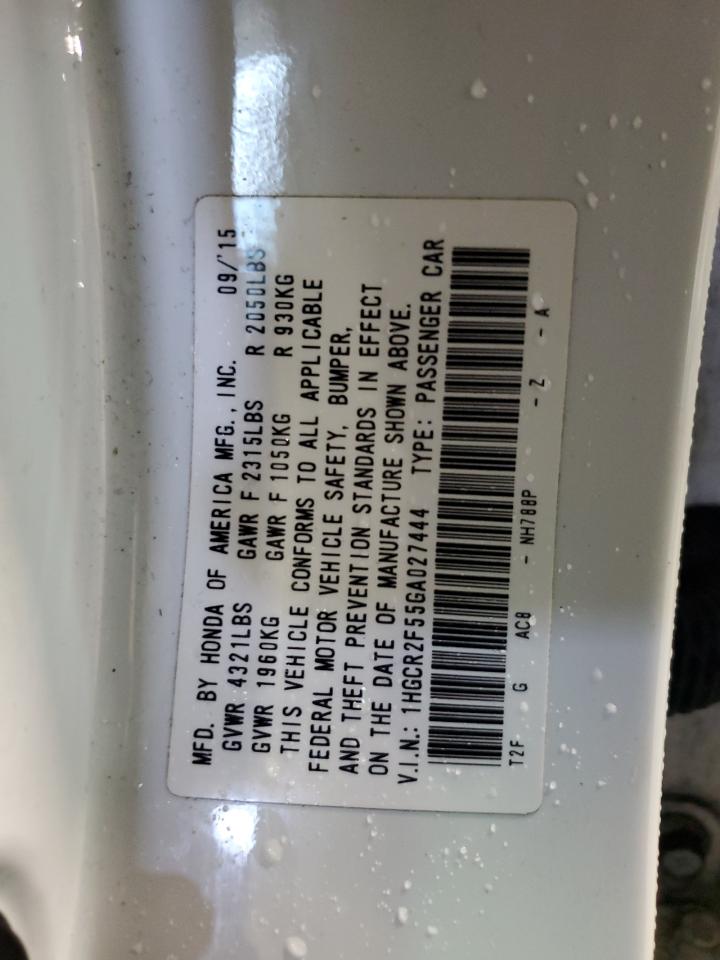 MFD. BY HONDA OF AMERICA MFG., INC. 09/'15
GVWR 4321LBS GAWR F 2315LBS R 2050LBS
GVWR 1960KG GAWR F 1050KG R 930KG
THIS VEHICLE CONFORMS TO ALL APPLICABLE
FEDERAL MOTOR VEHICLE SAFETY, BUMPER,
AND THEFT PREVENTION STANDARDS IN EFFECT
ON THE DATE OF MANUFACTURE SHOWN ABOVE.
V.I.N.: 1HGCR2F55GA027444 TYPE: PASSENGER CAR
T2F G AC8 - NH788P - Z - A